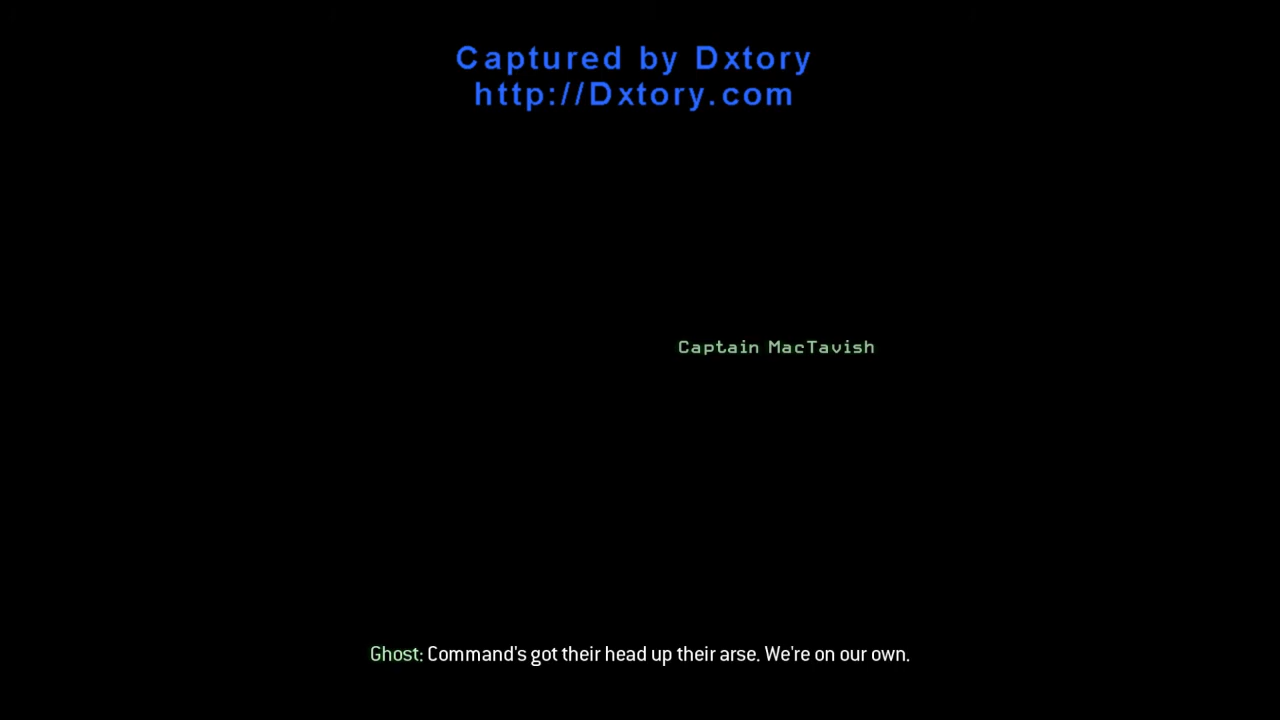 Captured by Dxtory
http://Dxtory.com
Captain MacTavish
Ghost: Command's got their head up their arse. We're on our own.